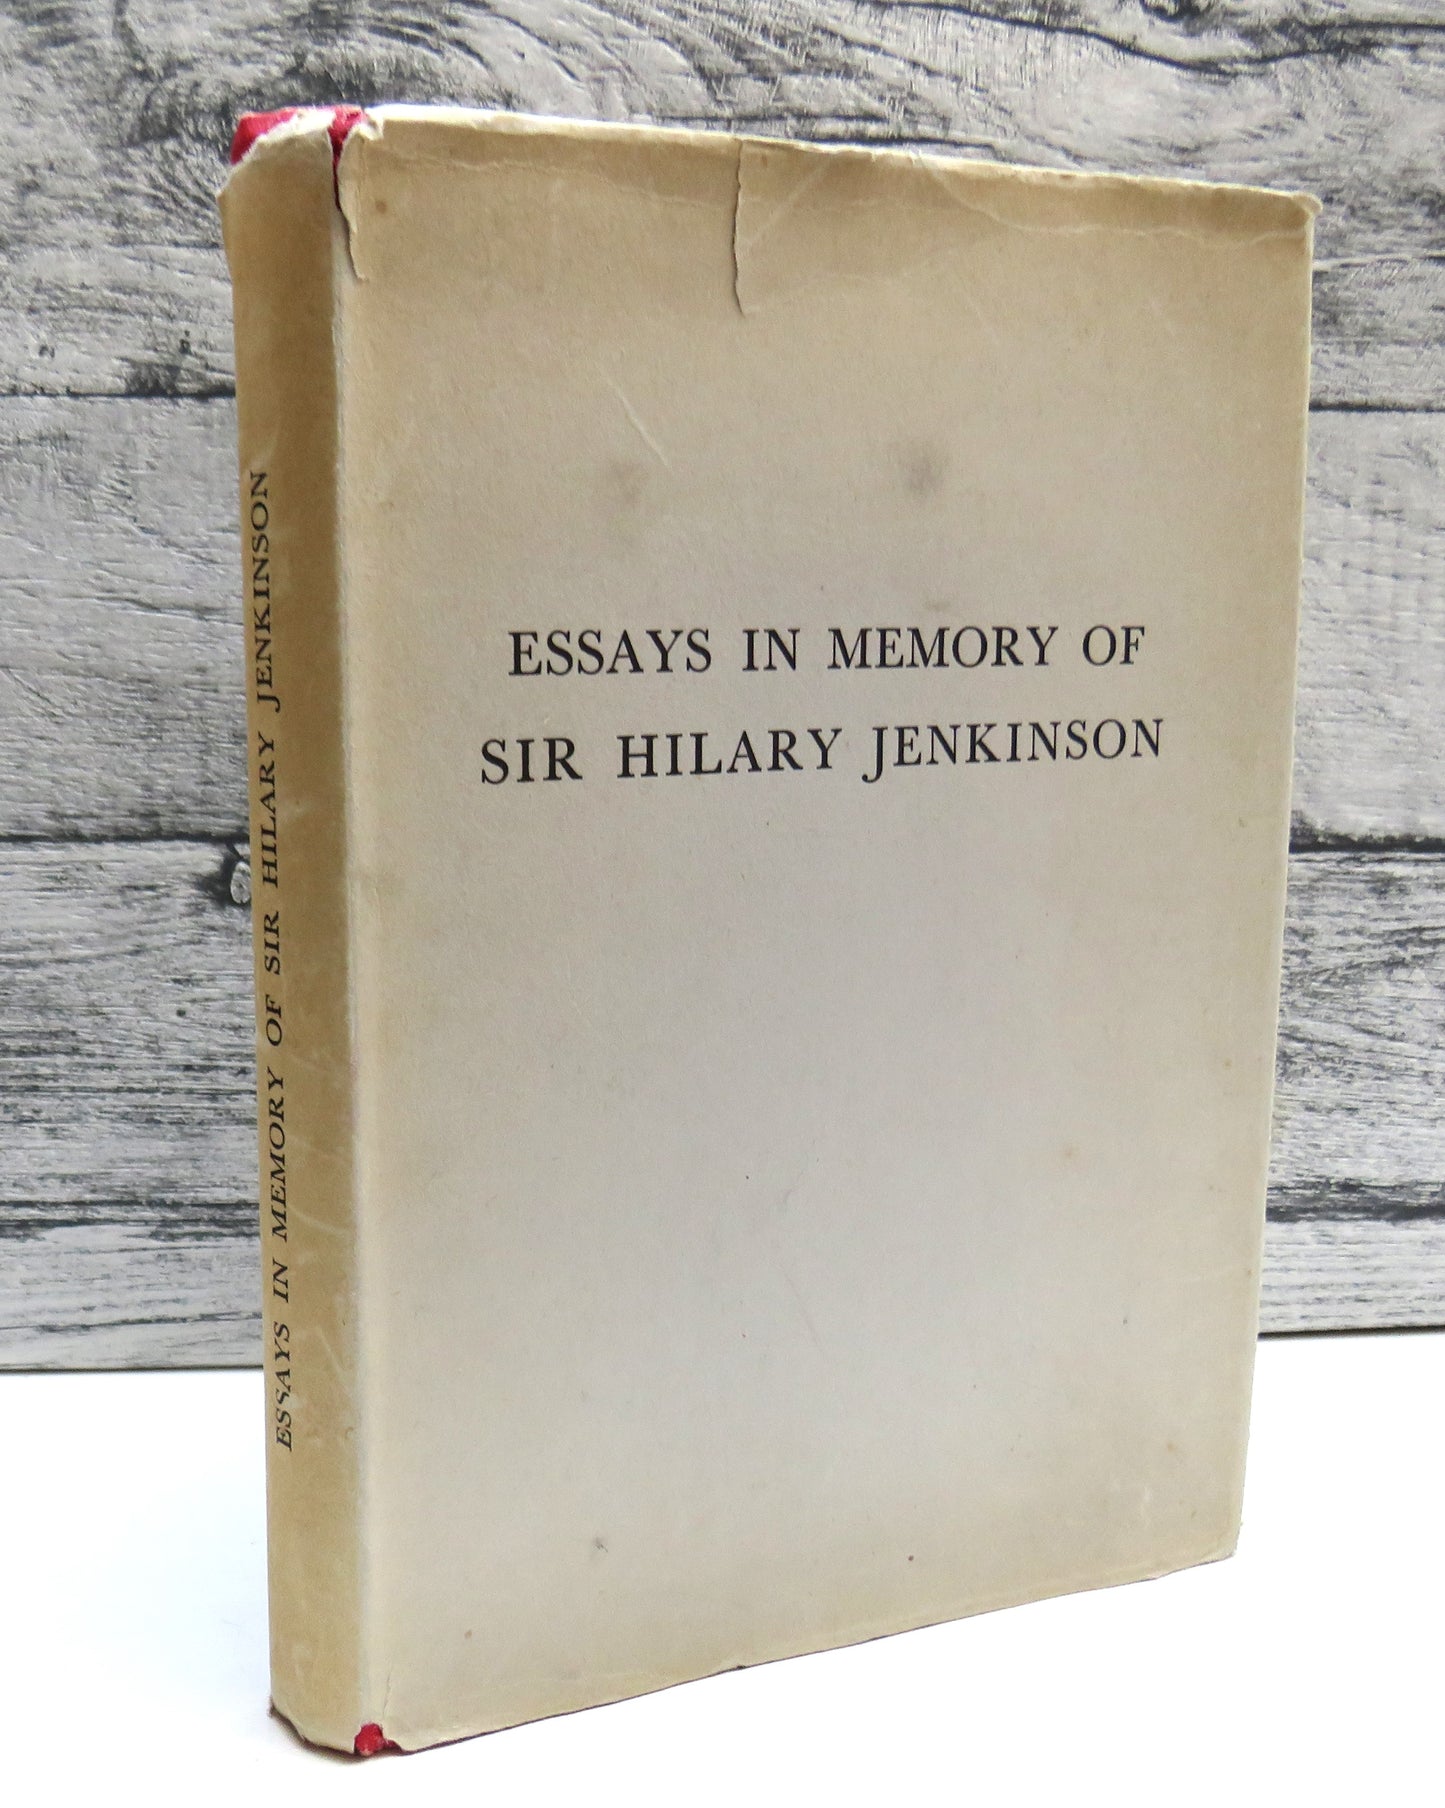 ESSAYS IN MEMORY OF
SIR HILARY JENKINSON
ESSAYS IN MEMORY OF SIR HILARY JENKINSON